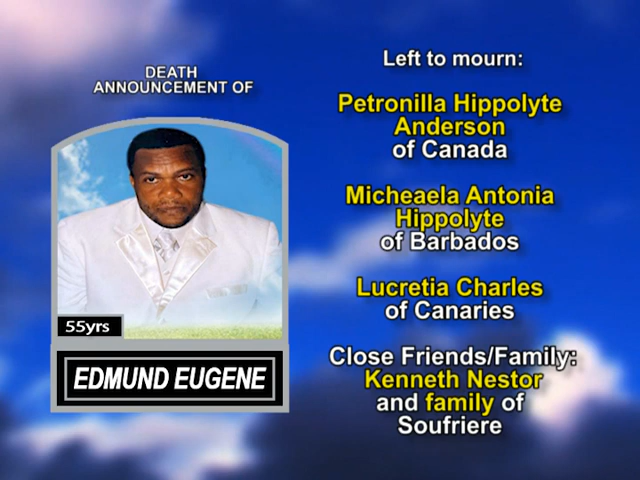 DEATH
ANNOUNCEMENT OF
55yrs
EDMUND EUGENE
Left to mourn:
Petronilla Hippolyte
Anderson
of Canada
Micheaela Antonia
Hippolyte
of Barbados
Lucretia Charles
of Canaries
Close Friends/Family:
Kenneth Nestor
and family of
Soufriere